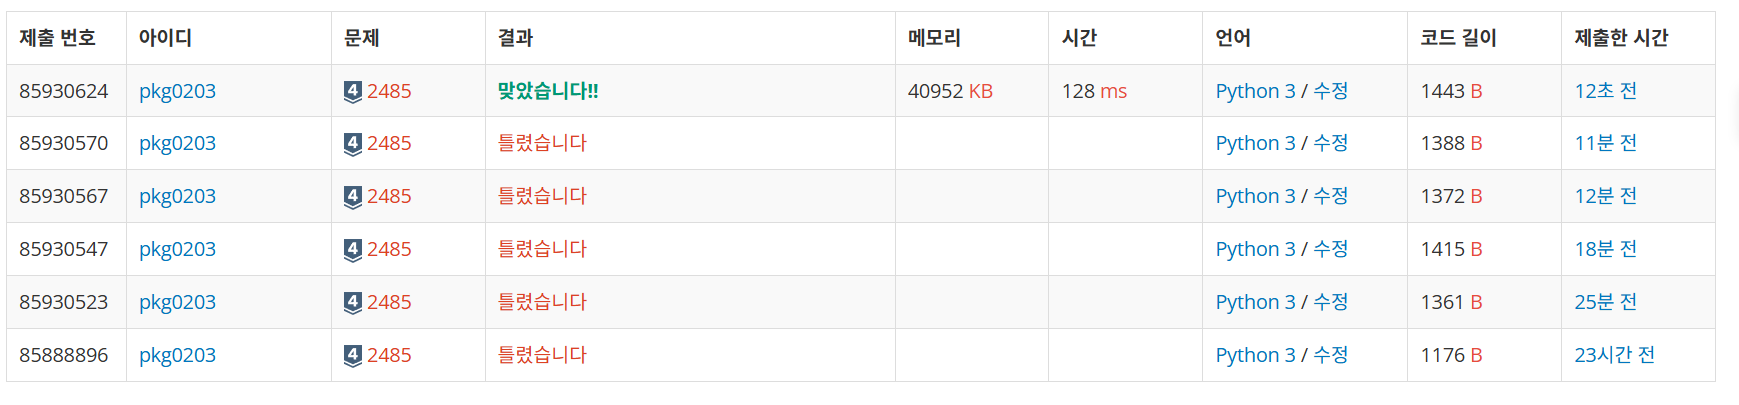 제출 번호 아이디 문제 결과 메모리 시간 언어 코드 길이 제출한 시간
85930624 pkg0203 4 2485 맞았습니다!! 40952 KB 128 ms Python 3 / 수정 1443 B 12초 전
85930570 pkg0203 4 2485 틀렸습니다 Python 3 / 수정 1388 B 11분 전
85930567 pkg0203 4 2485 틀렸습니다 Python 3 / 수정 1372 B 12분 전
85930547 pkg0203 4 2485 틀렸습니다 Python 3 / 수정 1415 B 18분 전
85930523 pkg0203 4 2485 틀렸습니다 Python 3 / 수정 1361 B 25분 전
85888896 pkg0203 4 2485 틀렸습니다 Python 3 / 수정 1176 B 23시간 전